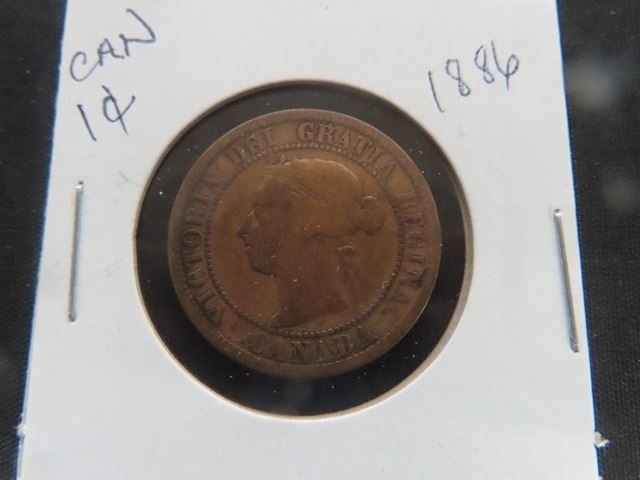 CAN
1¢
1886
VICTORIA DEI GRATIA REGINA.
CANADA